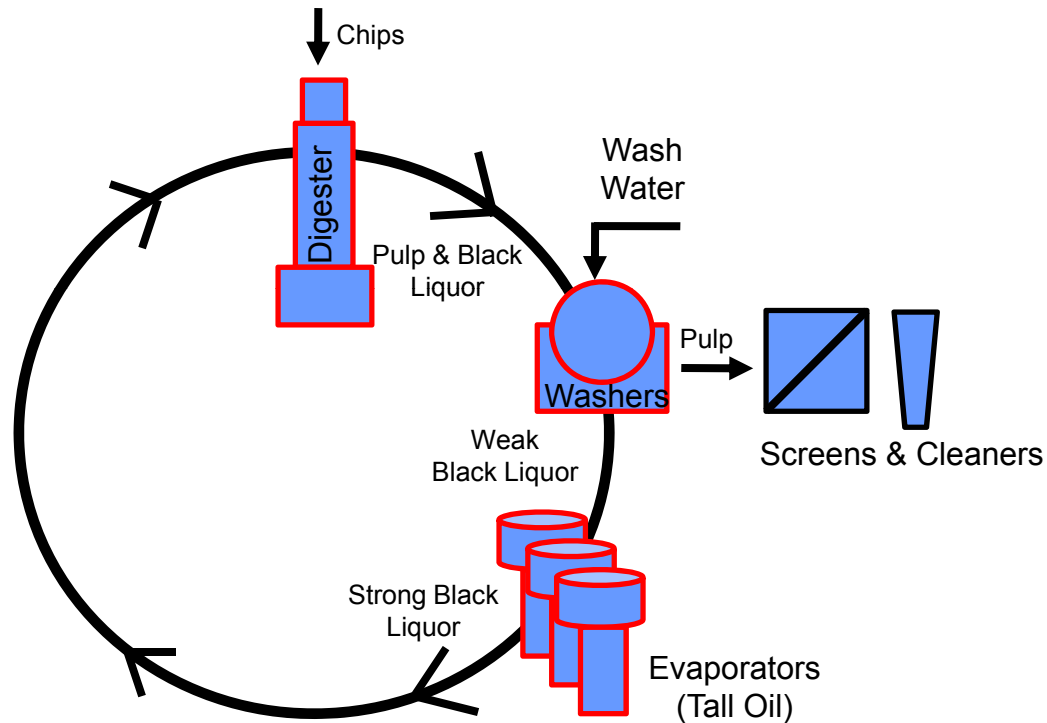 Chips
Digester
Wash
Water
Pulp & Black
Liquor
Pulp
Washers
Weak
Black Liquor
Screens & Cleaners
Strong Black
Liquor
Evaporators
(Tall Oil)